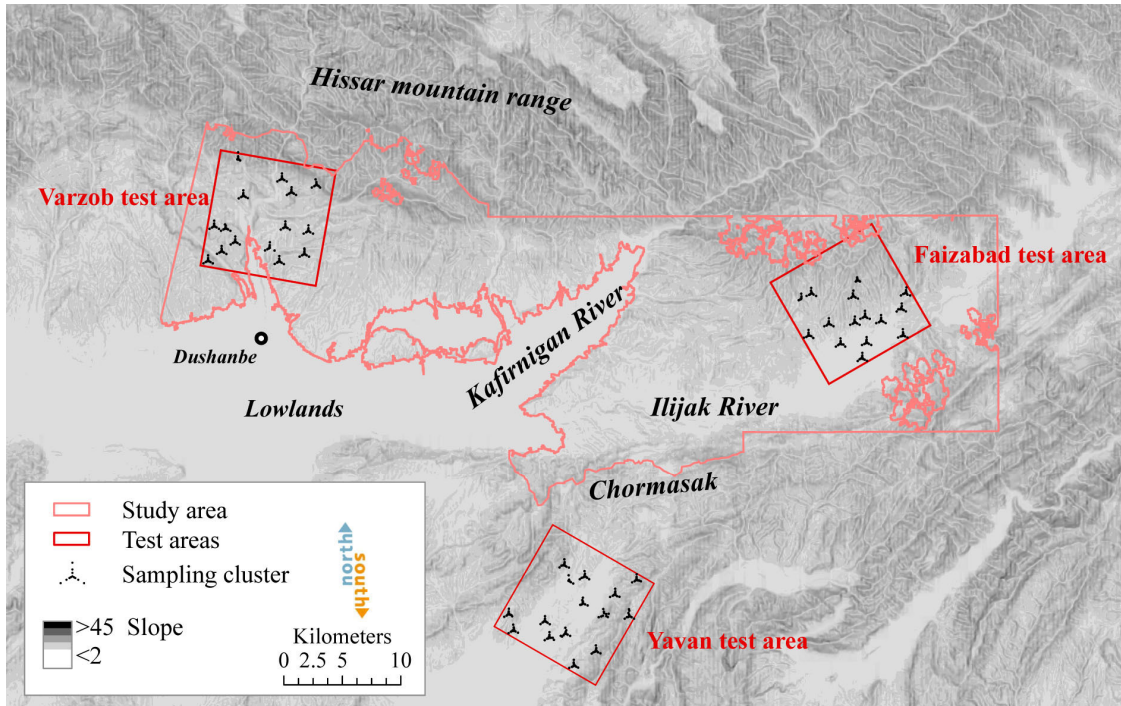 Hissar mountain range
Varzob test area
Faizabad test area
Kafirnigan River
Dushanbe
Lowlands
Ilijak River
Chormasak
Yavan test area
Study area
Test areas
Sampling cluster
north
south
>45 Slope
<2
Kilometers
0 2.5 5 10